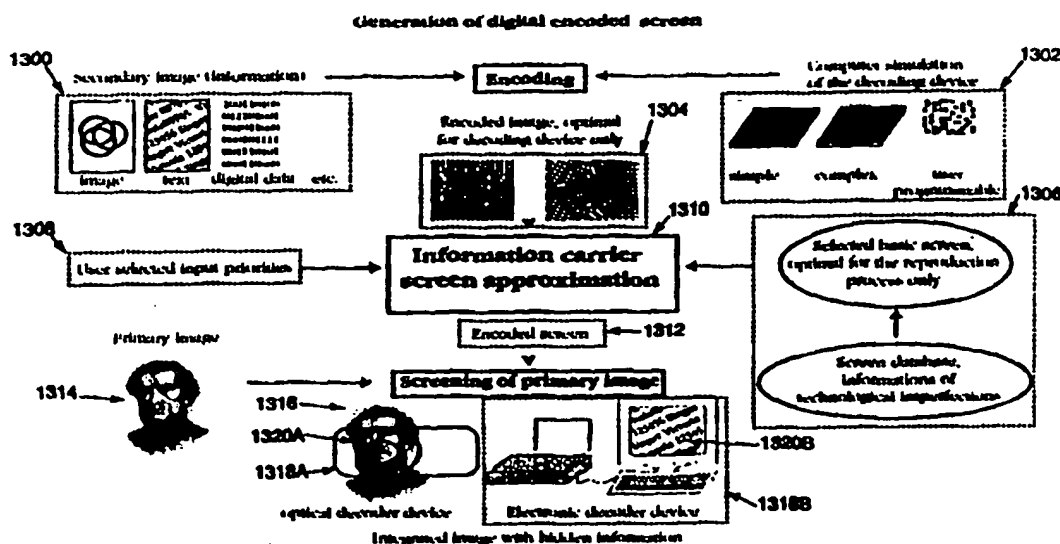 Generation of digital encoded screen
1300
Secondary image (information)
Encoding
Computer simulation
of the decoding device
1302
Encoded image, optimal
for decoding device only
1304
image
text
digital data
etc.
simple
complex
user
programmable
1308
User selected input priorities
1310
Information carrier
screen approximation
1306
Selected basic screen,
optimal for the reproduction
process only
Encoded screen
1312
Screen database,
informations of
technological imperfections
Primary image
1314
Screening of primary image
1316
1320A
1318A
1320B
1318B
optical decoder device
Electronic decoder device
Integrated image with hidden information